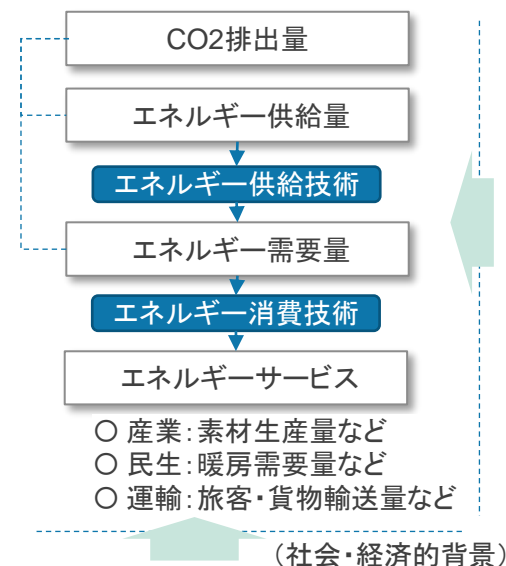 CO2排出量
エネルギー供給量
エネルギー供給技術
エネルギー需要量
エネルギー消費技術
エネルギーサービス
○ 産業：素材生産量など
○ 民生：暖房需要量など
○ 運輸：旅客・貨物輸送量など
（社会・経済的背景）